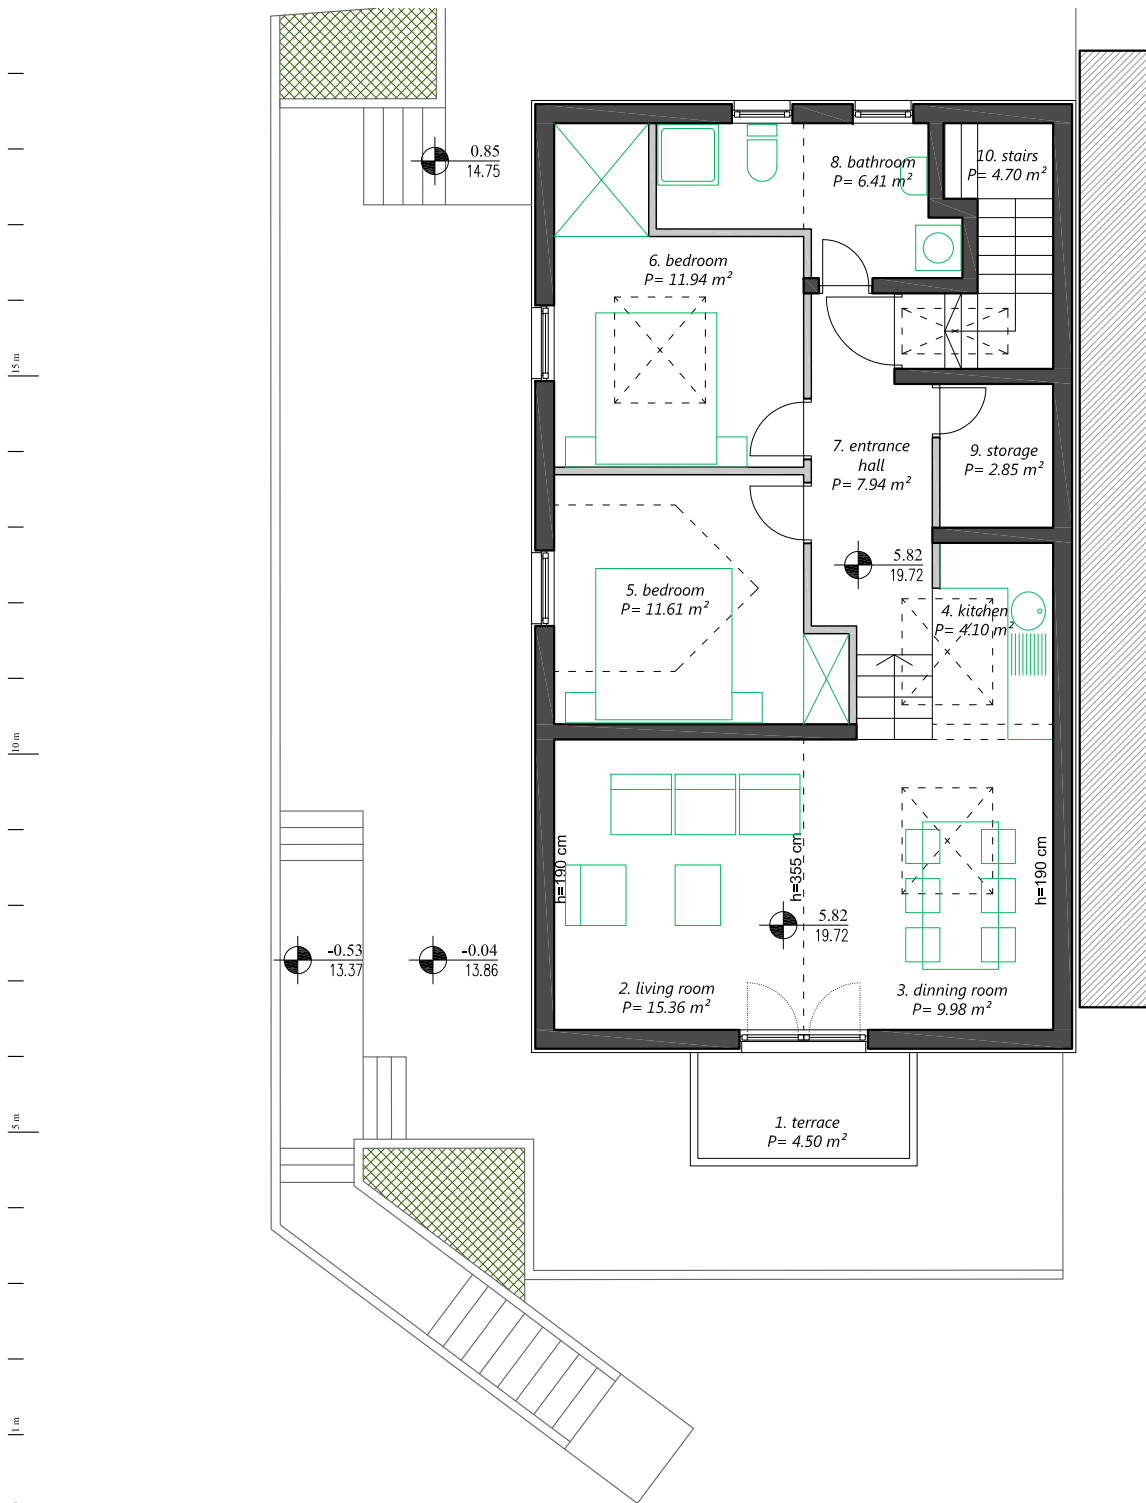 0.85
14.75
8. bathroom
P= 6.41 m²
10. stairs
P= 4.70 m²
6. bedroom
P= 11.94 m²
15 m
7. entrance
hall
P= 7.94 m²
9. storage
P= 2.85 m²
5.82
19.72
5. bedroom
P= 11.61 m²
4. kitchen
P= 4.10 m²
10 m
h=190 cm
h=355 cm
h=190 cm
5.82
19.72
-0.53
13.37
-0.04
13.86
2. living room
P= 15.36 m²
3. dinning room
P= 9.98 m²
5 m
1. terrace
P= 4.50 m²
1 m